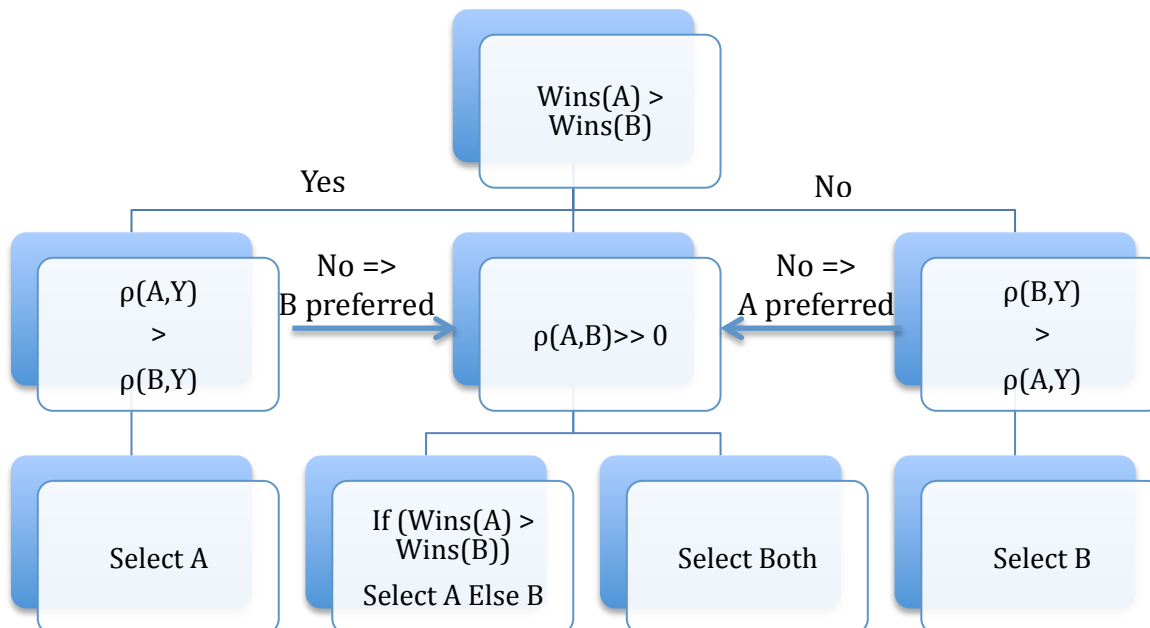 Wins(A) >
Wins(B)
Yes
No
ρ(A,Y)
>
ρ(B,Y)
No =>
B preferred
ρ(A,B)>> 0
No =>
A preferred
ρ(B,Y)
>
ρ(A,Y)
Select A
If (Wins(A) >
Wins(B))
Select A Else B
Select Both
Select B